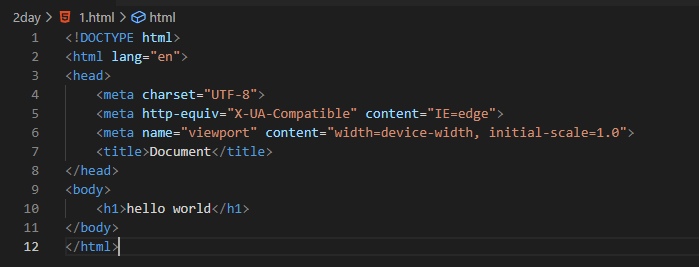 2day > 1.html > html
1 <!DOCTYPE html>
2 <html lang="en">
3 <head>
4     <meta charset="UTF-8">
5     <meta http-equiv="X-UA-Compatible" content="IE=edge">
6     <meta name="viewport" content="width=device-width, initial-scale=1.0">
7     <title>Document</title>
8 </head>
9 <body>
10     <h1>hello world</h1>
11 </body>
12 </html>